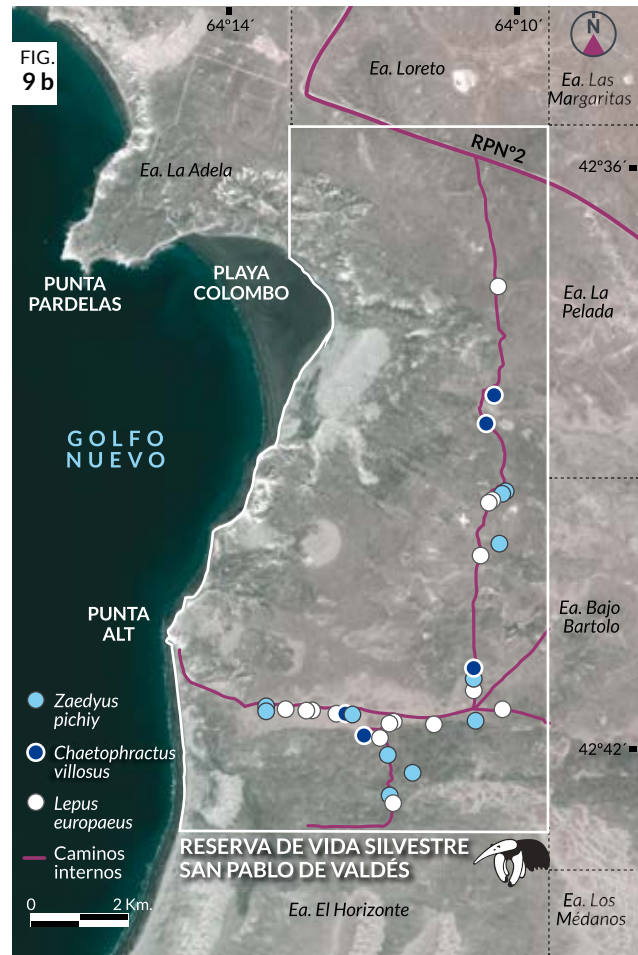 64°14´
64°10´
FIG.
9 b
N
Ea. Loreto
Ea. Las
Margaritas
RPNº2
42°36´
Ea. La Adela
PUNTA
PARDELAS
PLAYA
COLOMBO
Ea. La
Pelada
GOLFO
NUEVO
PUNTA
ALT
Ea. Bajo
Bartolo
Zaedyus
pichiy
Chaetophractus
villosus
42°42´
Lepus
europaeus
Caminos
internos
RESERVA DE VIDA SILVESTRE
SAN PABLO DE VALDÉS
0 2 Km.
Ea. El Horizonte
Ea. Los
Médanos